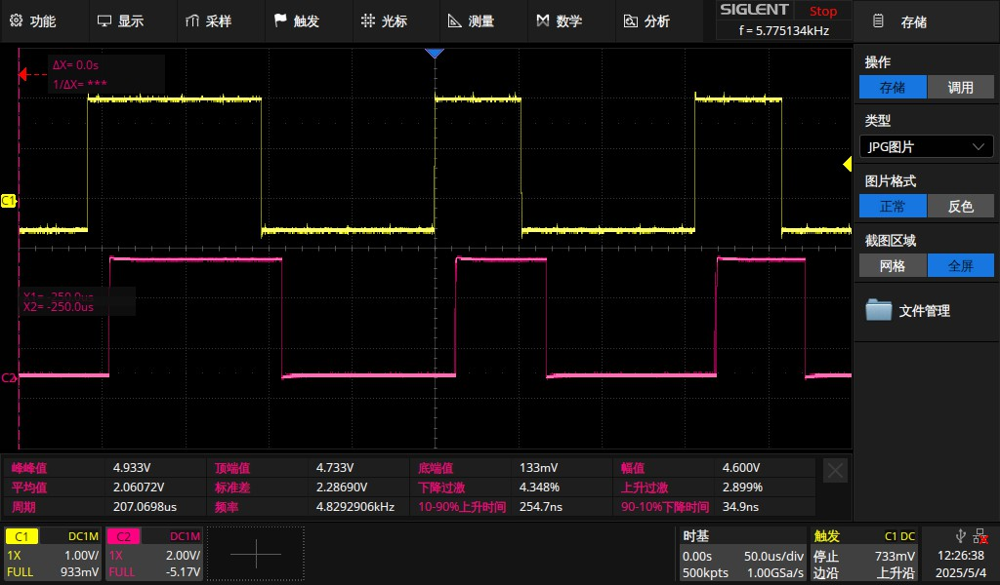 功能 显示 采样 触发 光标 测量 数学 分析 SIGLENT Stop 存储
f = 5.775134kHz
ΔX= 0.0s
1/ΔX= ***
操作
存储 调用
类型
JPG图片
C1
图片格式
正常 反色
截图区域
网格 全屏
X1= -250.0us
X2= -250.0us
文件管理
C2
峰峰值 4.933V 顶端值 4.733V 底端值 133mV 幅值 4.600V
平均值 2.06072V 标准差 2.28690V 下降过激 4.348% 上升过激 2.899%
周期 207.0698us 频率 4.8292906kHz 10-90%上升时间 254.7ns 90-10%下降时间 34.9ns
C1 DC1M C2 DC1M 时基 触发 C1 DC
1X 1.00V/ 1X 2.00V/ 0.00s 50.0us/div 停止 733mV 12:26:38
FULL 933mV FULL -5.17V 500kpts 1.00GSa/s 边沿 上升沿 2025/5/4